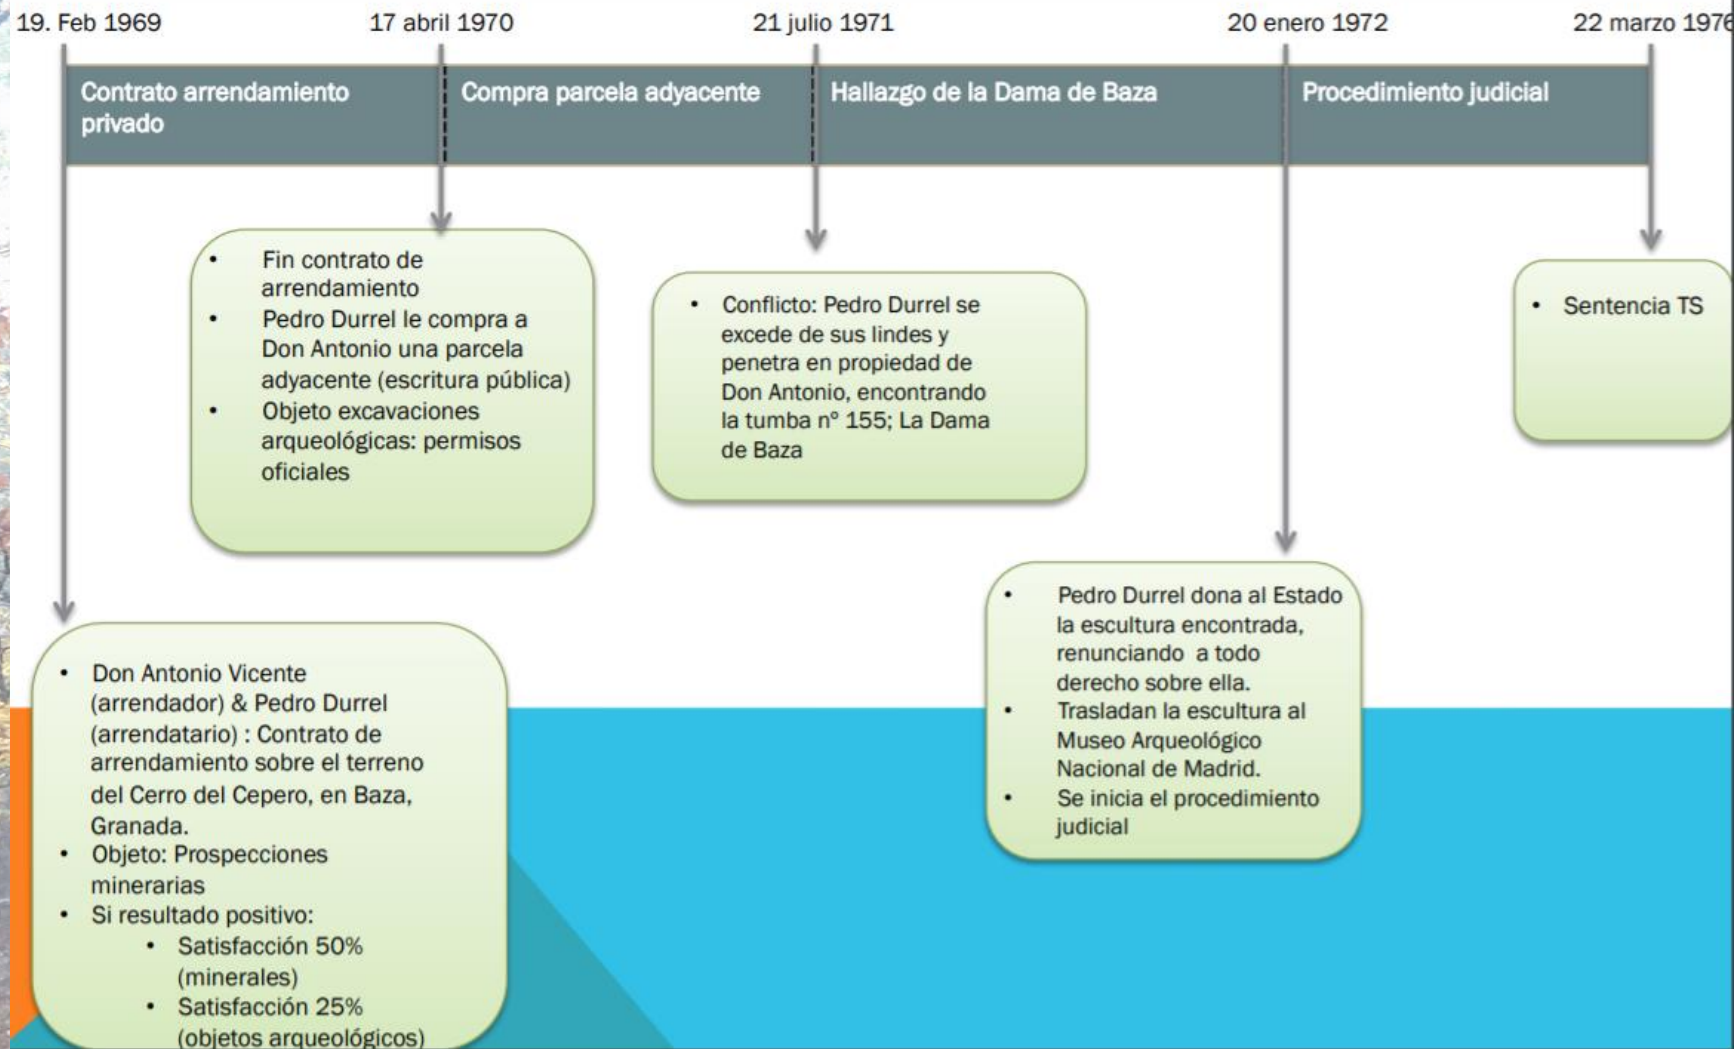 19. Feb 1969
17 abril 1970
21 julio 1971
20 enero 1972
22 marzo 1976
Contrato arrendamiento
privado
Compra parcela adyacente
Hallazgo de la Dama de Baza
Procedimiento judicial
• Fin contrato de
arrendamiento
• Pedro Durrel le compra a
Don Antonio una parcela
adyacente (escritura pública)
• Objeto excavaciones
arqueológicas: permisos
oficiales
• Conflicto: Pedro Durrel se
excede de sus lindes y
penetra en propiedad de
Don Antonio, encontrando
la tumba nº 155; La Dama
de Baza
• Sentencia TS
• Pedro Durrel dona al Estado
la escultura encontrada,
renunciando a todo
derecho sobre ella.
• Trasladan la escultura al
Museo Arqueológico
Nacional de Madrid.
• Se inicia el procedimiento
judicial
• Don Antonio Vicente
(arrendador) & Pedro Durrel
(arrendatario) : Contrato de
arrendamiento sobre el terreno
del Cerro del Cepero, en Baza,
Granada.
• Objeto: Prospecciones
minerarias
• Si resultado positivo:
• Satisfacción 50%
(minerales)
• Satisfacción 25%
(objetos arqueológicos)